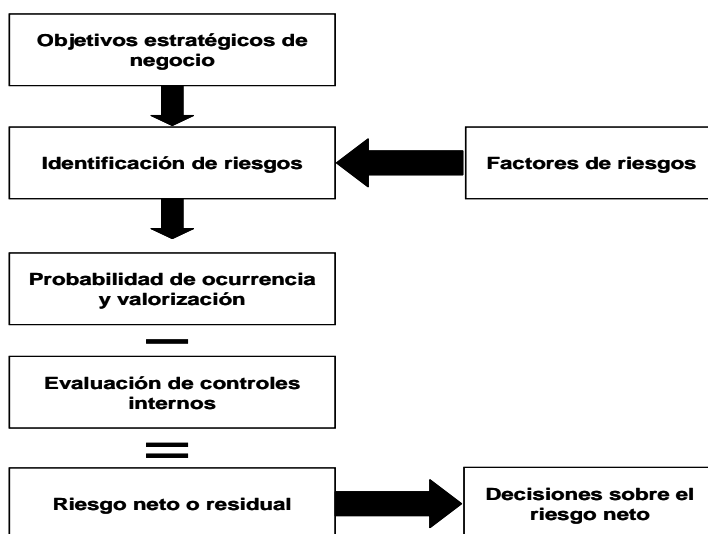 Objetivos estratégicos de
negocio
Identificación de riesgos
Factores de riesgos
Probabilidad de ocurrencia
y valorización
Evaluación de controles
internos
Riesgo neto o residual
Decisiones sobre el
riesgo neto